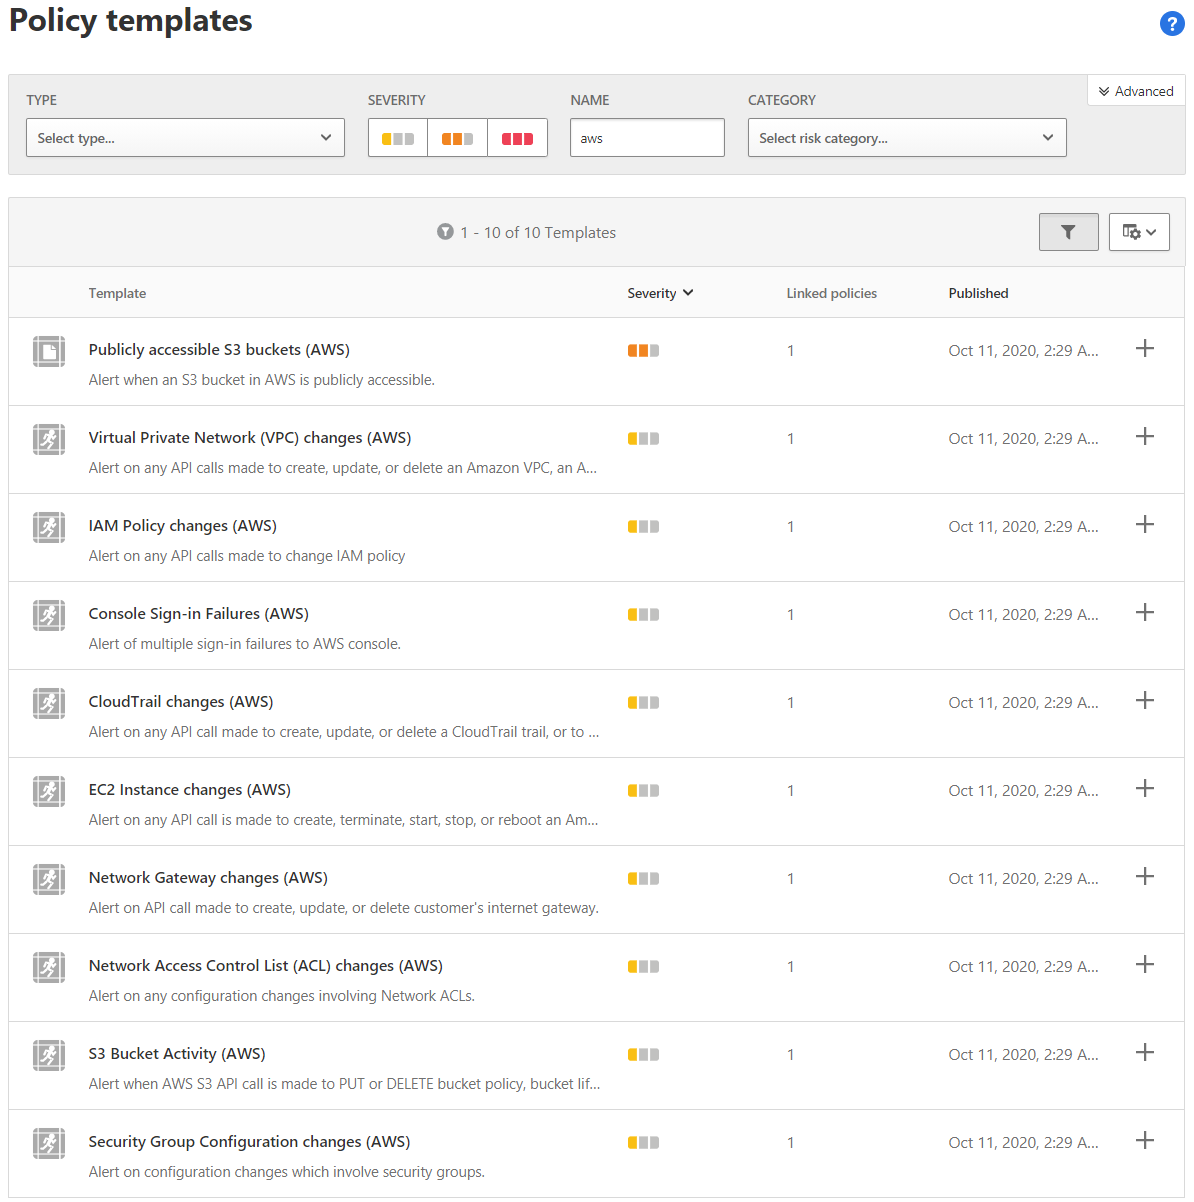 Policy templates
?
Advanced
TYPE SEVERITY NAME CATEGORY
Select type... aws Select risk category...
1 - 10 of 10 Templates
Template Severity Linked policies Published
Publicly accessible S3 buckets (AWS) 1 Oct 11, 2020, 2:29 A...
Alert when an S3 bucket in AWS is publicly accessible.
Virtual Private Network (VPC) changes (AWS) 1 Oct 11, 2020, 2:29 A...
Alert on any API calls made to create, update, or delete an Amazon VPC, an A...
IAM Policy changes (AWS) 1 Oct 11, 2020, 2:29 A...
Alert on any API calls made to change IAM policy
Console Sign-in Failures (AWS) 1 Oct 11, 2020, 2:29 A...
Alert of multiple sign-in failures to AWS console.
CloudTrail changes (AWS) 1 Oct 11, 2020, 2:29 A...
Alert on any API call made to create, update, or delete a CloudTrail trail, or to ...
EC2 Instance changes (AWS) 1 Oct 11, 2020, 2:29 A...
Alert on any API call is made to create, terminate, start, stop, or reboot an Am...
Network Gateway changes (AWS) 1 Oct 11, 2020, 2:29 A...
Alert on API call made to create, update, or delete customer's internet gateway.
Network Access Control List (ACL) changes (AWS) 1 Oct 11, 2020, 2:29 A...
Alert on any configuration changes involving Network ACLs.
S3 Bucket Activity (AWS) 1 Oct 11, 2020, 2:29 A...
Alert when AWS S3 API call is made to PUT or DELETE bucket policy, bucket lif...
Security Group Configuration changes (AWS) 1 Oct 11, 2020, 2:29 A...
Alert on configuration changes which involve security groups.